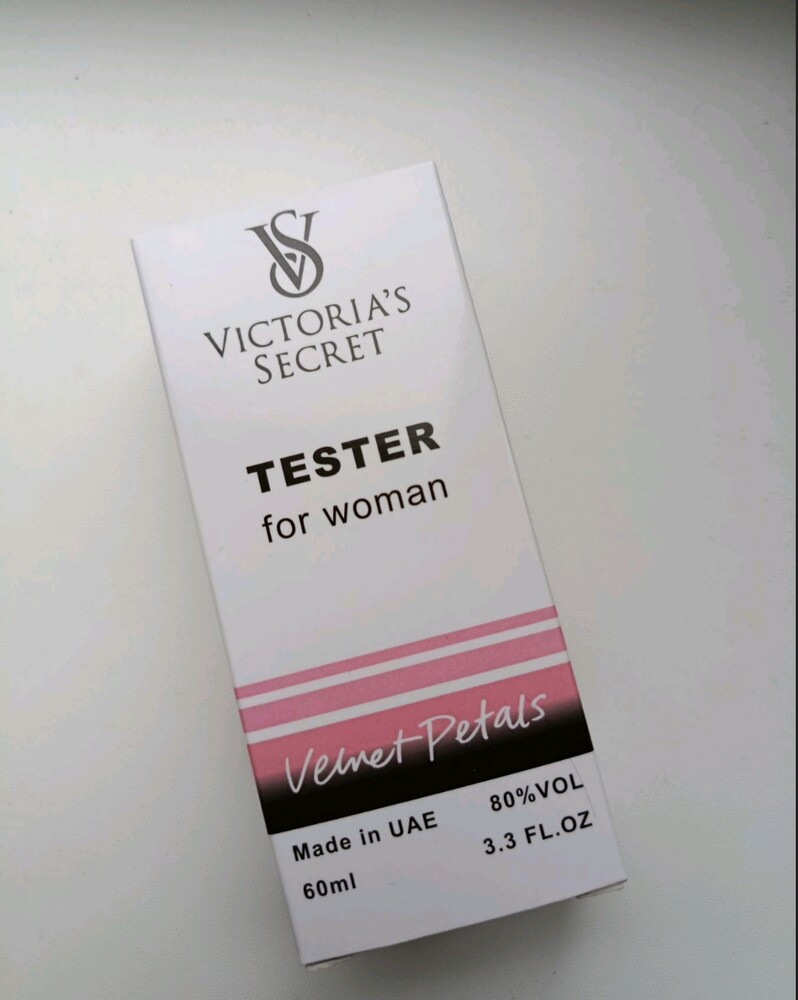 VS
VICTORIA'S
SECRET
TESTER
for woman
Velvet Petals
Made in UAE 80%VOL
60ml 3.3 FL.OZ